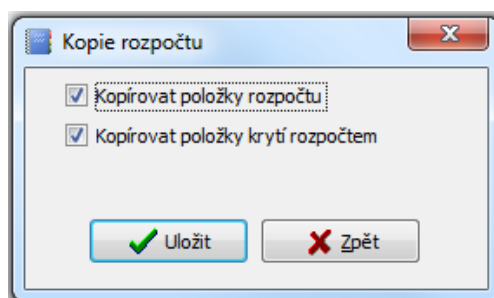 Kopie rozpočtu
Kopírovat položky rozpočtu
Kopírovat položky krytí rozpočtem
Uložit
Zpět